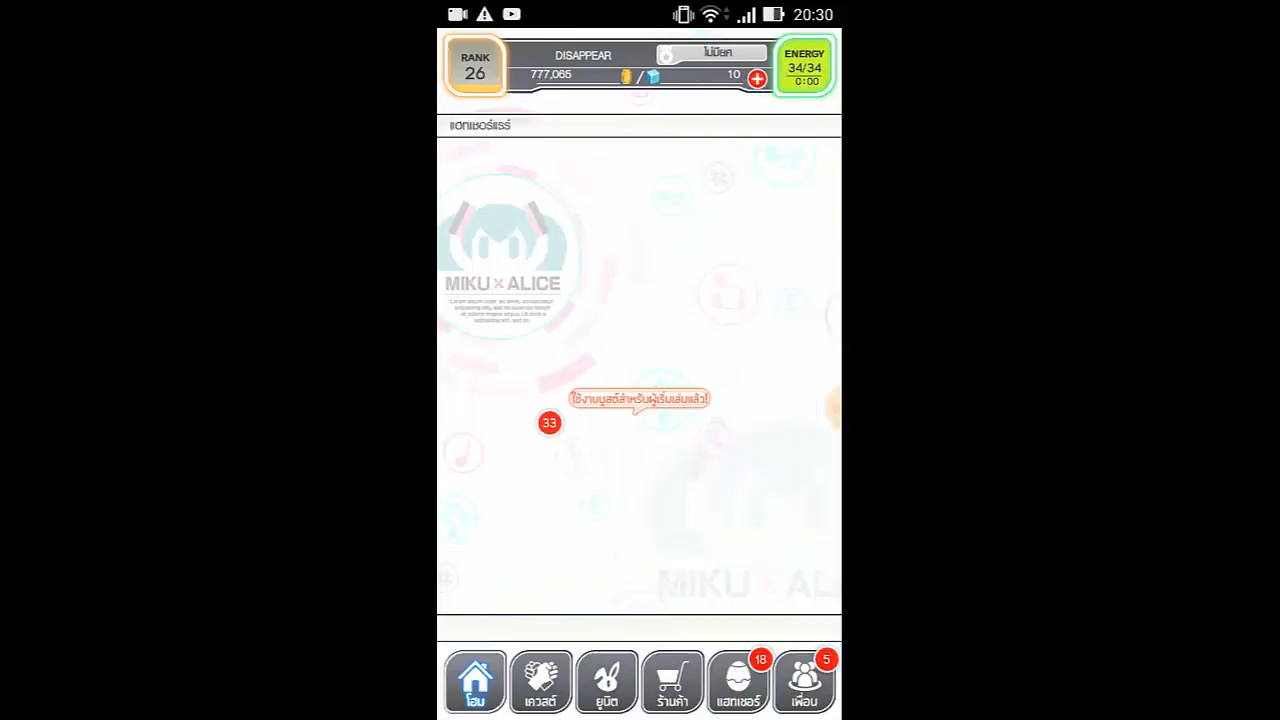 20:30
RANK
26
DISAPPEAR
ไม่มียศ
777,065
/
10
ENERGY
34/34
0:00
แฮทเชอร์แรร์
MIKU×ALICE
ใช้งานบูสต์สำหรับผู้เริ่มเล่นแล้ว!
33
MIKU×AL
18
5
โฮม
เควสต์
ยูนิต
ร้านค้า
แฮทเชอร์
เพื่อน